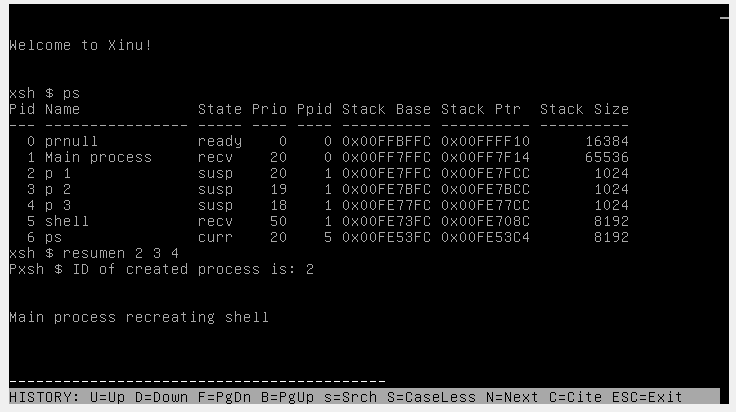 Welcome to Xinu!
xsh $ ps
Pid Name             State Prio Ppid Stack Base Stack Ptr  Stack Size
--- ---------------- ----- ---- ---- ---------- ---------- ----------
  0 prnull           ready    0    0 0x00FFBFFC 0x00FFFF10      16384
  1 Main process     recv    20    0 0x00FF7FFC 0x00FF7F14      65536
  2 p 1              susp    20    1 0x00FE7FFC 0x00FE7FCC       1024
  3 p 2              susp    19    1 0x00FE7BFC 0x00FE7BCC       1024
  4 p 3              susp    18    1 0x00FE77FC 0x00FE77CC       1024
  5 shell            recv    50    1 0x00FE73FC 0x00FE708C       8192
  6 ps               curr    20    5 0x00FE53FC 0x00FE53C4       8192
xsh $ resumen 2 3 4
Pxsh $ ID of created process is: 2
Main process recreating shell
----------------------------------------------
HISTORY: U=Up D=Down F=PgDn B=PgUp s=Srch S=CaseLess N=Next C=Cite ESC=Exit